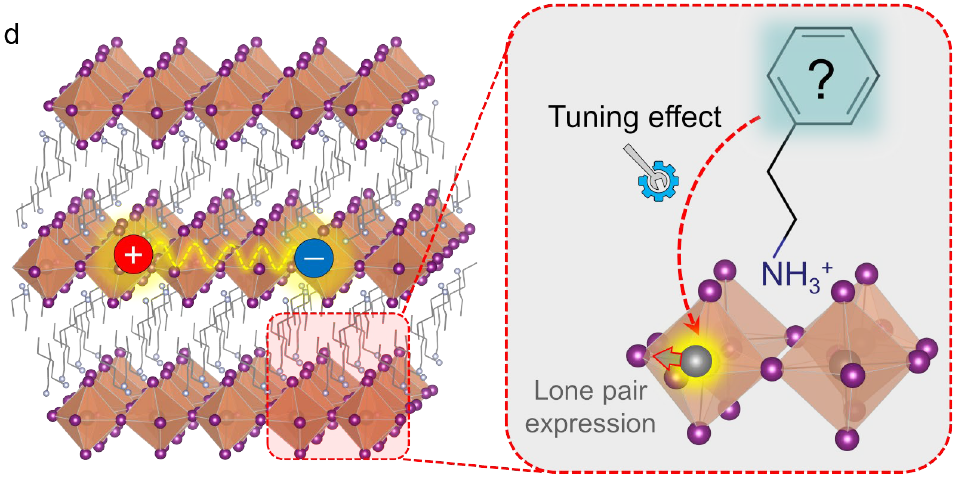 d
?
Tuning effect
+
−
NH₃⁺
Lone pair
expression